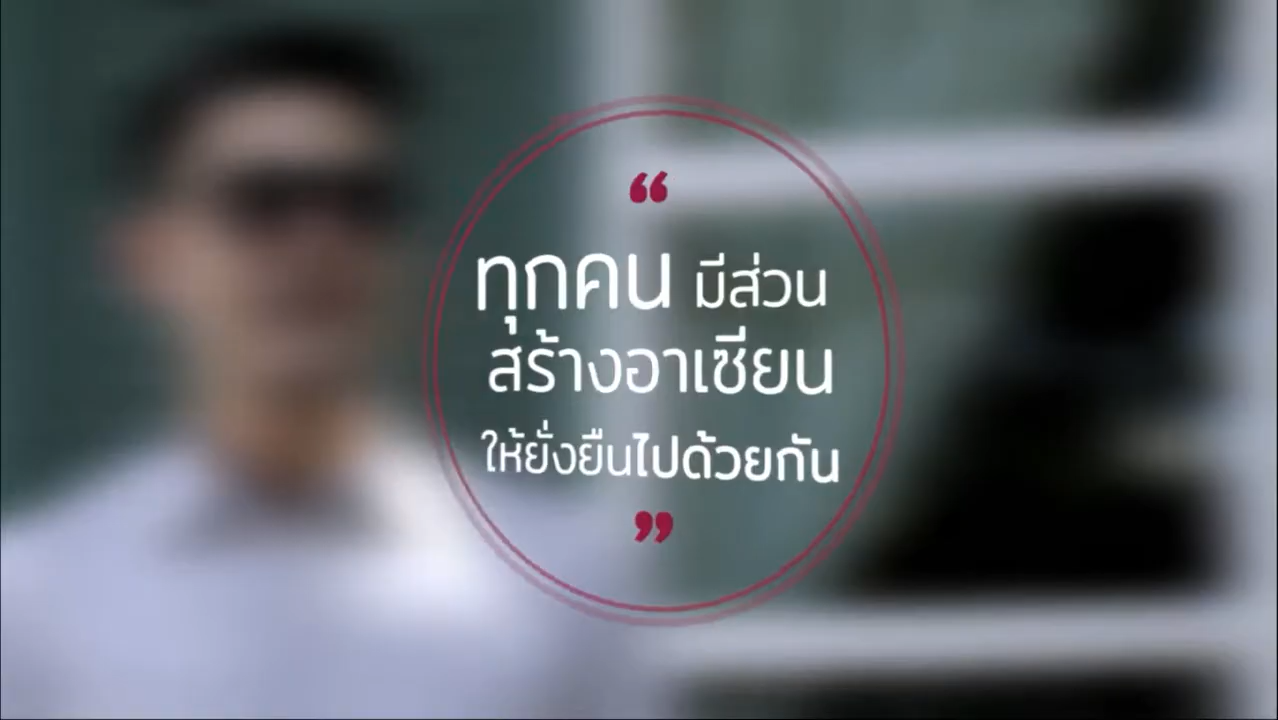 “
ทุกคน มีส่วน
สร้างอาเซียน
ให้ยั่งยืนไปด้วยกัน
”